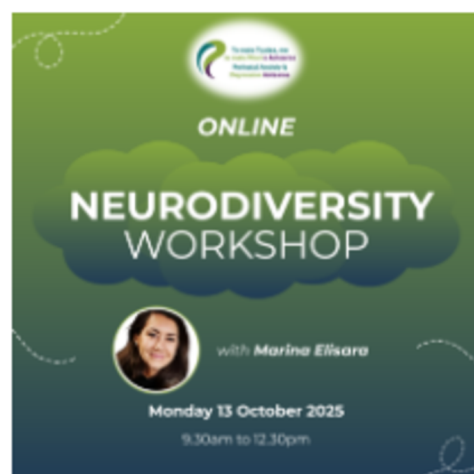 ONLINE
NEURODIVERSITY
WORKSHOP
with Marina Elisara
Monday 13 October 2025
9.30am to 12.30pm